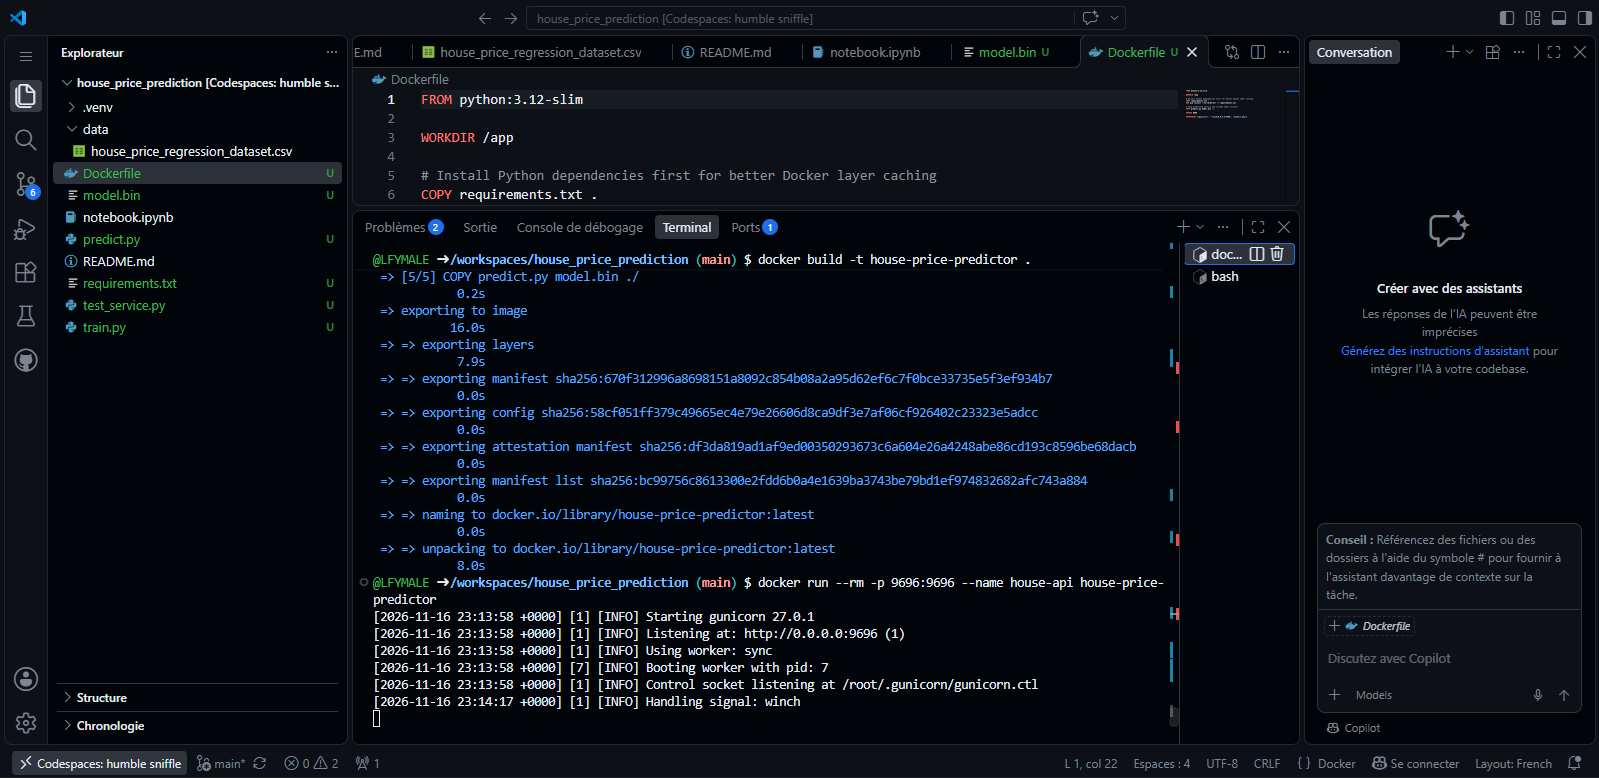 house_price_prediction [Codespaces: humble sniffle]
Explorateur
house_price_prediction [Codespaces: humble s...
.venv
data
house_price_regression_dataset.csv
Dockerfile U
model.bin U
notebook.ipynb
predict.py U
README.md
requirements.txt U
test_service.py U
train.py U
6
Structure
Chronologie
E.md
house_price_regression_dataset.csv
README.md
notebook.ipynb
model.bin U
Dockerfile U
Dockerfile
1 FROM python:3.12-slim
2
3 WORKDIR /app
4
5 # Install Python dependencies first for better Docker layer caching
6 COPY requirements.txt .
Problèmes 2 Sortie Console de débogage Terminal Ports 1
@LFYMALE ➜/workspaces/house_price_prediction (main) $ docker build -t house-price-predictor .
=> [5/5] COPY predict.py model.bin ./
0.2s
=> exporting to image
16.0s
=> => exporting layers
7.9s
=> => exporting manifest sha256:670f312996a8698151a8092c854b08a2a95d62ef6c7f0bce33735e5f3ef934b7
0.0s
=> => exporting config sha256:58cf051ff379c49665ec4e79e26606d8ca9df3e7af06cf926402c23323e5adcc
0.0s
=> => exporting attestation manifest sha256:df3da819ad1af9ed00350293673c6a604e26a4248abe86cd193c8596be68dacb
0.0s
=> => exporting manifest list sha256:bc99756c8613300e2fdd6b0a4e1639ba3743be79bd1ef974832682afc743a884
0.0s
=> => naming to docker.io/library/house-price-predictor:latest
0.0s
=> => unpacking to docker.io/library/house-price-predictor:latest
8.0s
@LFYMALE ➜/workspaces/house_price_prediction (main) $ docker run --rm -p 9696:9696 --name house-api house-price-
predictor
[2026-11-16 23:13:58 +0000] [1] [INFO] Starting gunicorn 27.0.1
[2026-11-16 23:13:58 +0000] [1] [INFO] Listening at: http://0.0.0.0:9696 (1)
[2026-11-16 23:13:58 +0000] [1] [INFO] Using worker: sync
[2026-11-16 23:13:58 +0000] [7] [INFO] Booting worker with pid: 7
[2026-11-16 23:13:58 +0000] [1] [INFO] Control socket listening at /root/.gunicorn/gunicorn.ctl
[2026-11-16 23:14:17 +0000] [1] [INFO] Handling signal: winch
doc...
bash
Conversation
Créer avec des assistants
Les réponses de l'IA peuvent être
imprécises
Générez des instructions d'assistant pour
intégrer l'IA à votre codebase.
Conseil : Référencez des fichiers ou des
dossiers à l'aide du symbole # pour fournir à
l'assistant davantage de contexte sur la
tâche.
Dockerfile
Discutez avec Copilot
Models
Copilot
Codespaces: humble sniffle main* 0 2 1
L 1, col 22 Espaces : 4 UTF-8 CRLF { } Docker Se connecter Layout: French